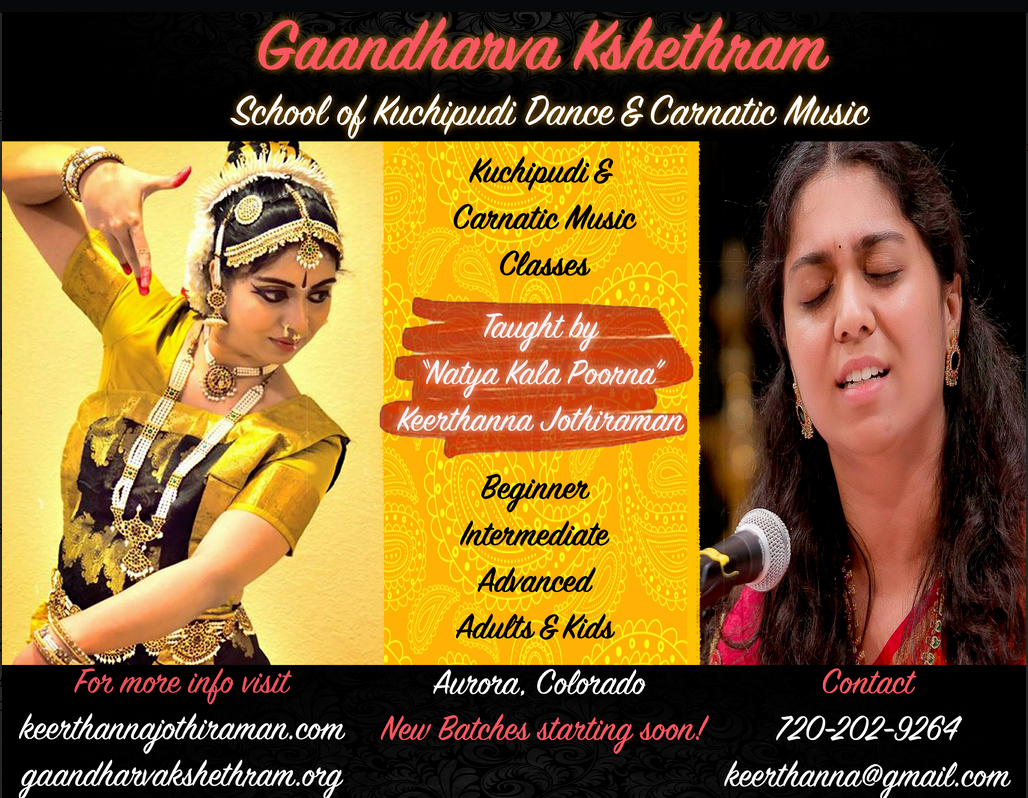 Gaandharva Kshethram
School of Kuchipudi Dance & Carnatic Music
Kuchipudi &
Carnatic Music
Classes
Taught by
"Natya Kala Poorna"
Keerthanna Jothiraman
Beginner
Intermediate
Advanced
Adults & Kids
For more info visit
keerthannajothiraman.com
gaandharvakshethram.org
Aurora, Colorado
New Batches starting soon!
Contact
720-202-9264
keerthanna@gmail.com